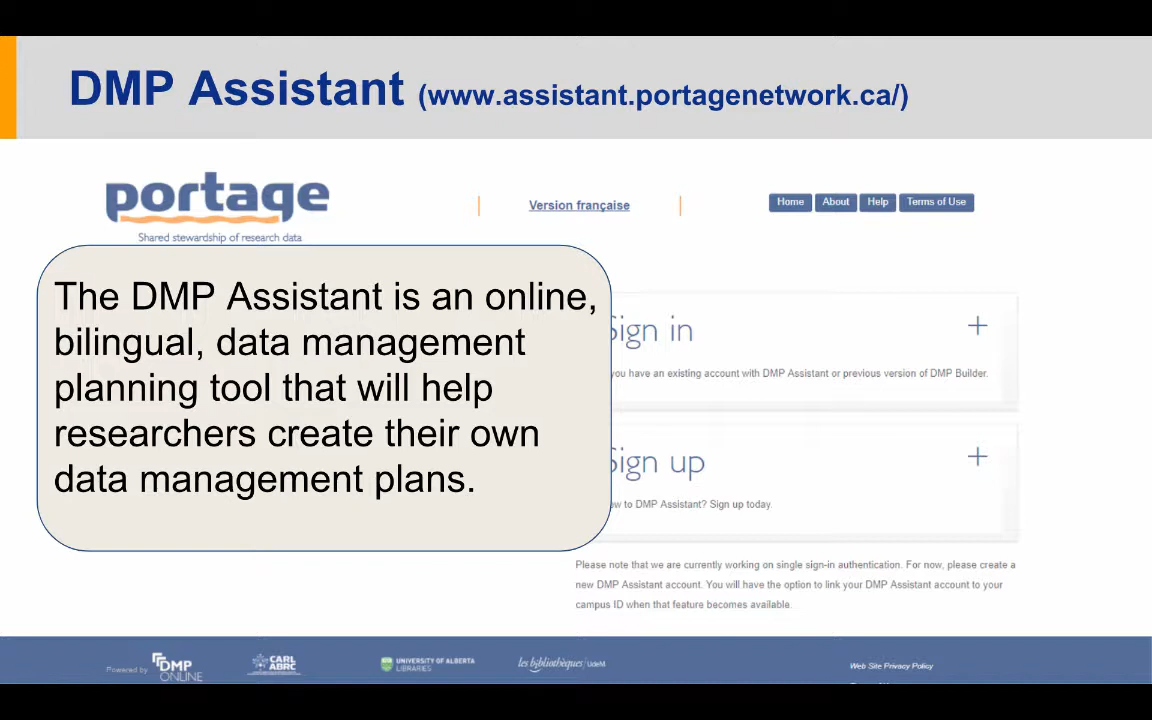 DMP Assistant (www.assistant.portagenetwork.ca/)
portage
Shared stewardship of research data
Version française
Home About Help Terms of Use
The DMP Assistant is an online,
bilingual, data management
planning tool that will help
researchers create their own
data management plans.
Sign in
you have an existing account with DMP Assistant or previous version of DMP Builder.
Sign up
to DMP Assistant? Sign up today.
Please note that we are currently working on single sign-in authentication. For now, please create a
new DMP Assistant account. You will have the option to link your DMP Assistant account to your
campus ID when that feature becomes available.
Powered by DMP ONLINE
CARL ABRC
UNIVERSITY OF ALBERTA LIBRARIES
les bibliothèques/UdeM
Web Site Privacy Policy